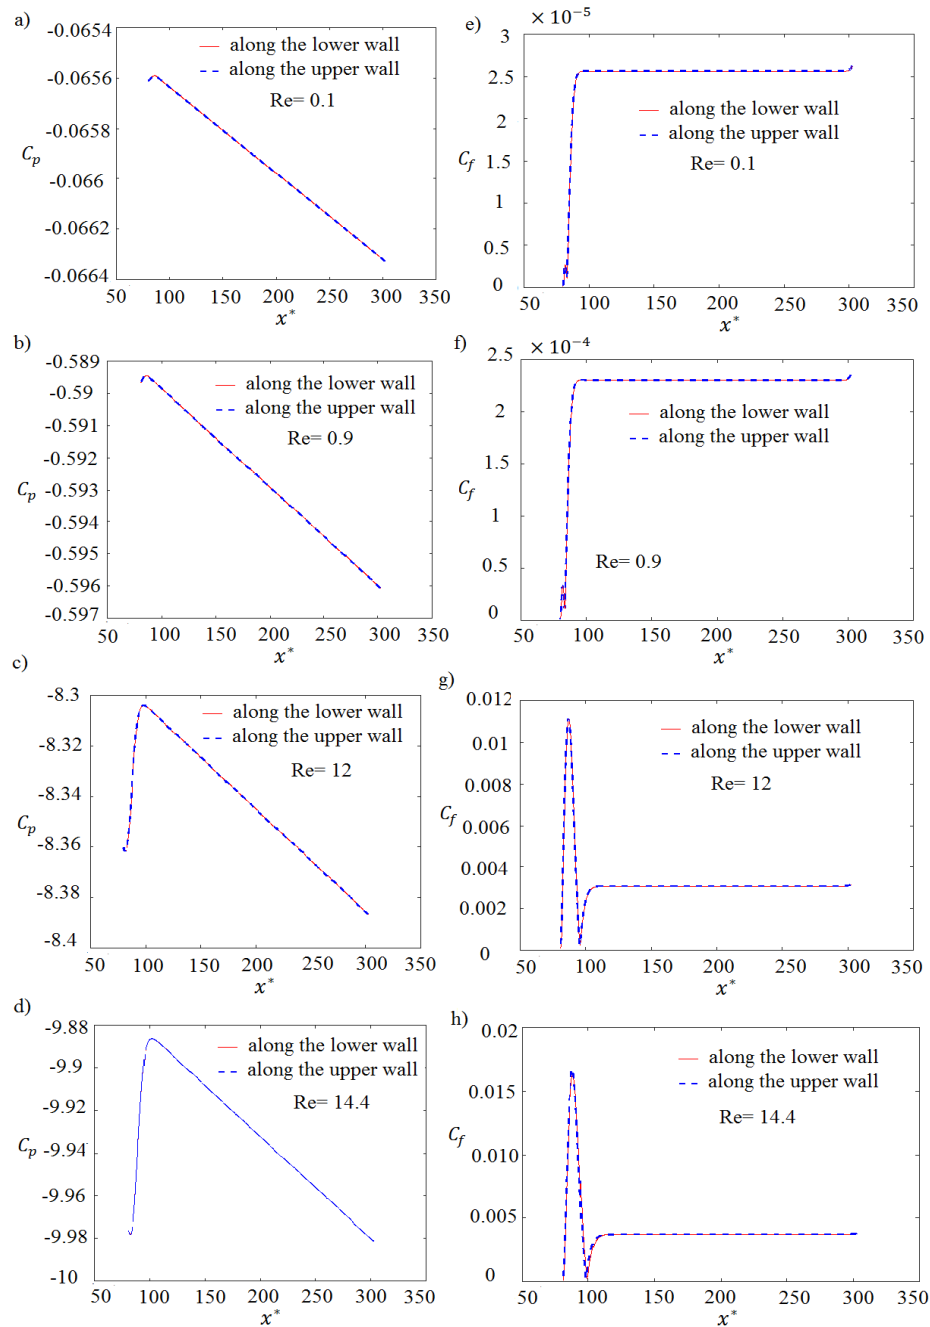 a)
-0.0654
-0.0656
-0.0658
-0.066
-0.0662
-0.0664
C_p
along the lower wall
along the upper wall
Re= 0.1
50 100 150 200 250 300 350
x*
e)
× 10⁻⁵
3
2.5
2
1.5
1
0.5
0
C_f
along the lower wall
along the upper wall
Re= 0.1
50 100 150 200 250 300 350
x*
b)
-0.589
-0.59
-0.591
-0.592
-0.593
-0.594
-0.595
-0.596
-0.597
C_p
along the lower wall
along the upper wall
Re= 0.9
50 100 150 200 250 300 350
x*
f)
× 10⁻⁴
2.5
2
1.5
1
0.5
0
C_f
along the lower wall
along the upper wall
Re= 0.9
50 100 150 200 250 300 350
x*
c)
-8.3
-8.32
-8.34
-8.36
-8.38
-8.4
C_p
along the lower wall
along the upper wall
Re= 12
50 100 150 200 250 300 350
x*
g)
0.012
0.01
0.008
0.006
0.004
0.002
0
C_f
along the lower wall
along the upper wall
Re= 12
50 100 150 200 250 300 350
x*
d)
-9.88
-9.9
-9.92
-9.94
-9.96
-9.98
-10
C_p
along the lower wall
along the upper wall
Re= 14.4
50 100 150 200 250 300 350
x*
h)
0.02
0.015
0.010
0.005
0
C_f
along the lower wall
along the upper wall
Re= 14.4
50 100 150 200 250 300 350
x*